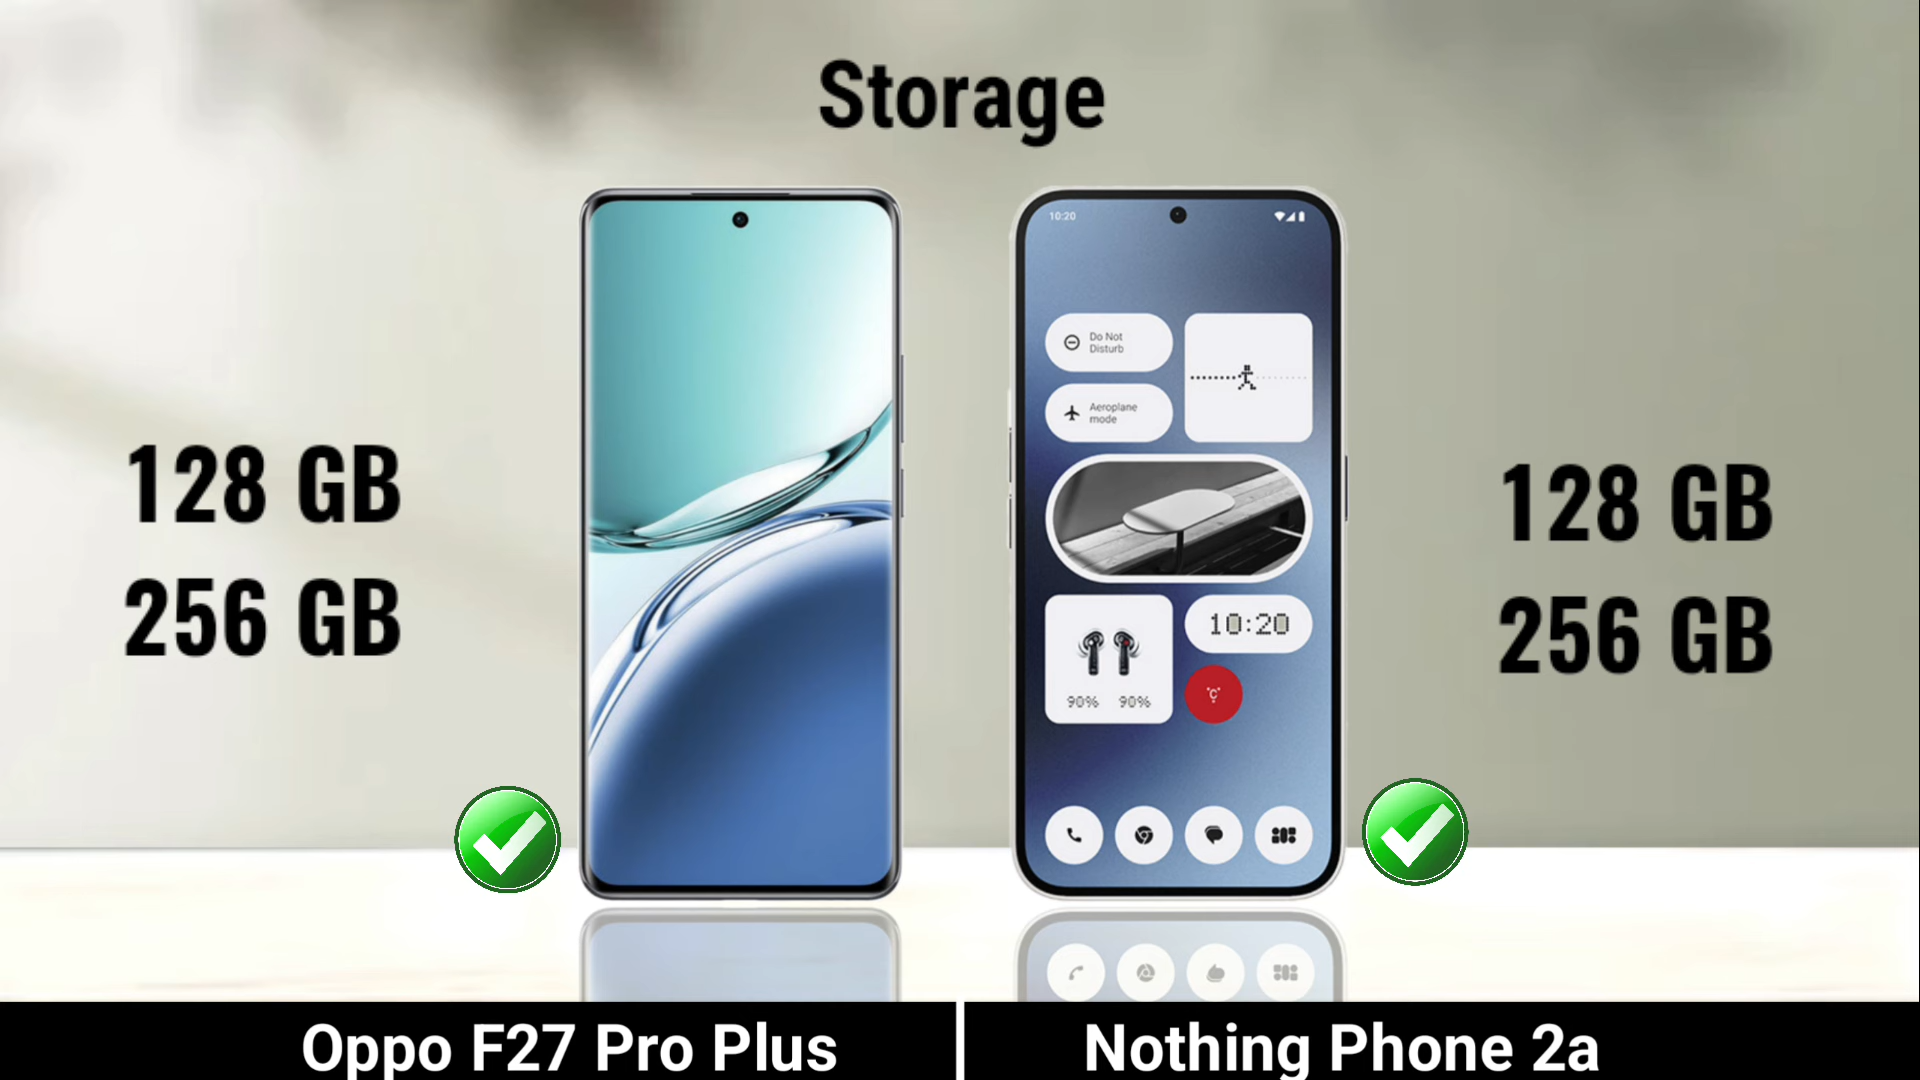 Storage
128 GB
256 GB
10:20
Do Not
Disturb
Aeroplane
mode
10:20
90% 90%
°C
128 GB
256 GB
Oppo F27 Pro Plus
Nothing Phone 2a